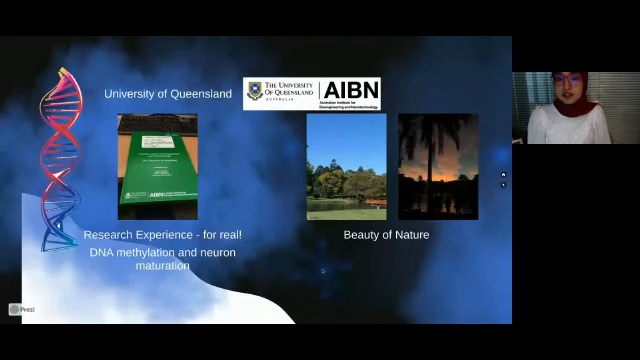 University of Queensland
THE UNIVERSITY
OF QUEENSLAND
AUSTRALIA
AIBN
Australian Institute for
Bioengineering and Nanotechnology
AIBN
Research Experience - for real!
DNA methylation and neuron
maturation
Beauty of Nature
Prezi